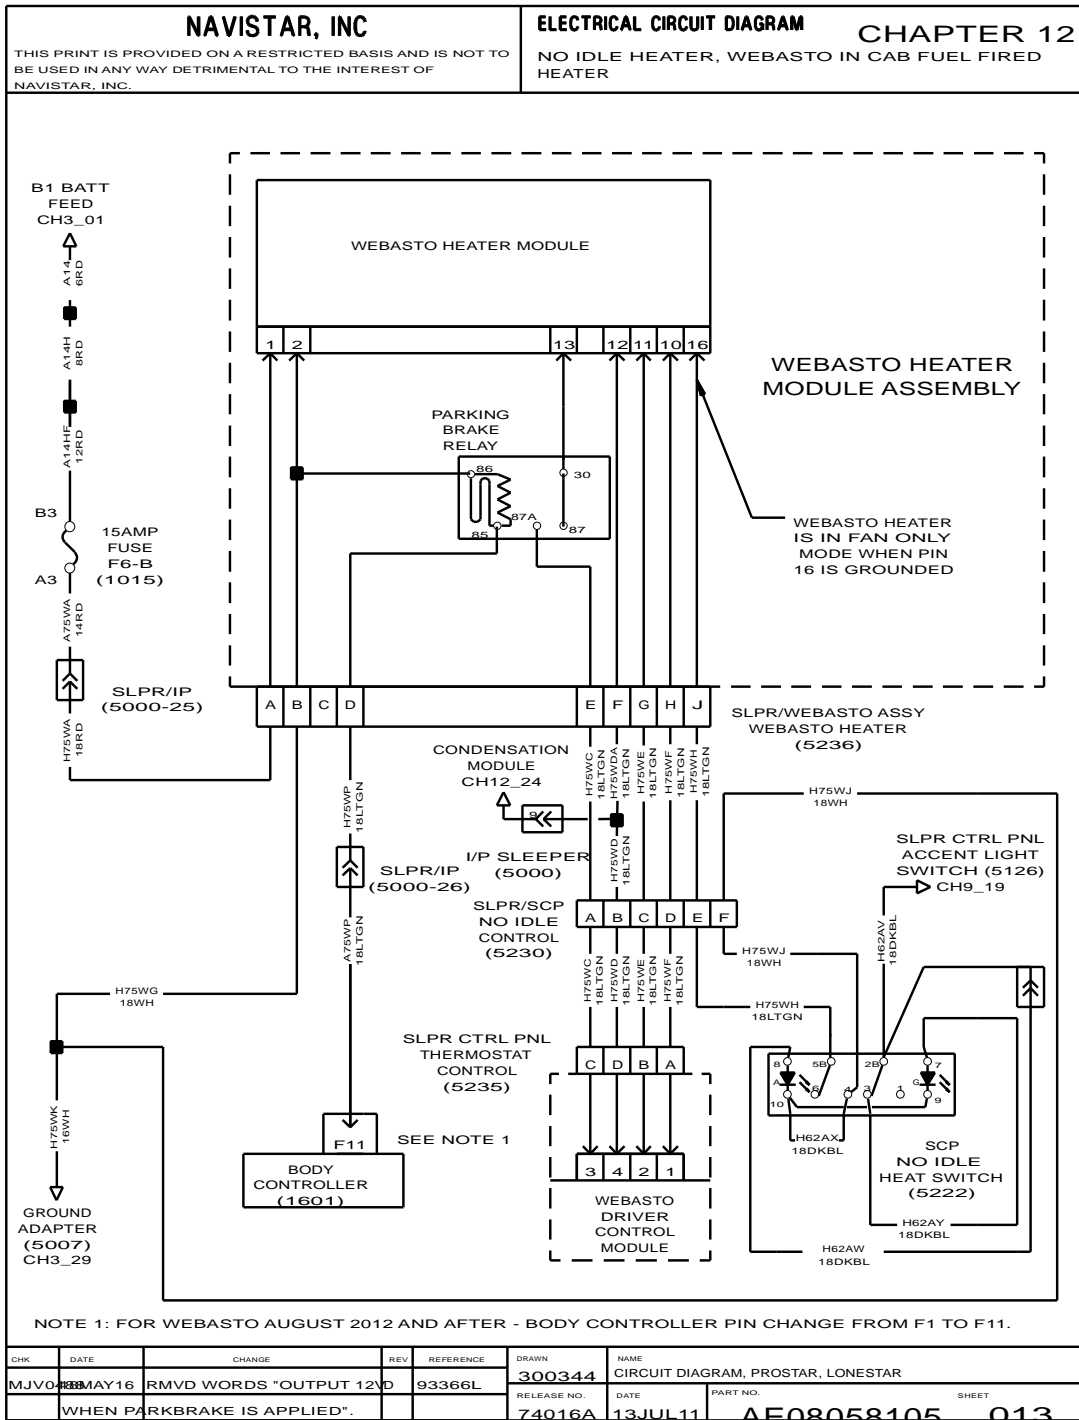 NAVISTAR, INC
THIS PRINT IS PROVIDED ON A RESTRICTED BASIS AND IS NOT TO
BE USED IN ANY WAY DETRIMENTAL TO THE INTEREST OF
NAVISTAR, INC.
ELECTRICAL CIRCUIT DIAGRAM
CHAPTER 12
NO IDLE HEATER, WEBASTO IN CAB FUEL FIRED
HEATER
B1 BATT
FEED
CH3_01
A14
6RD
A14H
8RD
A14HF
12RD
B3
15AMP
FUSE
F6-B
(1015)
A3
A75WA
14RD
SLPR/IP
(5000-25)
H75WA
18RD
WEBASTO HEATER MODULE
1 2 13 12 11 10 16
WEBASTO HEATER
MODULE ASSEMBLY
PARKING
BRAKE
RELAY
86
30
87A
85
87
WEBASTO HEATER
IS IN FAN ONLY
MODE WHEN PIN
16 IS GROUNDED
A B C D E F G H J
SLPR/WEBASTO ASSY
WEBASTO HEATER
(5236)
CONDENSATION
MODULE
CH12_24
H75WC
18LTGN
H75WDA
18LTGN
H75WE
18LTGN
H75WF
18LTGN
H75WH
18LTGN
H75WJ
18WH
H75WP
18LTGN
9
I/P SLEEPER
(5000)
H75WD
18LTGN
SLPR/IP
(5000-26)
SLPR CTRL PNL
ACCENT LIGHT
SWITCH (5126)
CH9_19
SLPR/SCP
NO IDLE
CONTROL
(5230)
A B C D E F
A75WP
18LTGN
H75WC
18LTGN
H75WD
18LTGN
H75WE
18LTGN
H75WF
18LTGN
H75WJ
18WH
H62AV
18DKBL
H75WG
18WH
H75WH
18LTGN
SLPR CTRL PNL
THERMOSTAT
CONTROL
(5235)
C D B A
8 5B 2B 7
A 6 4 3 1 G
10 9
H75WK
16WH
F11
SEE NOTE 1
BODY
CONTROLLER
(1601)
3 4 2 1
WEBASTO
DRIVER
CONTROL
MODULE
H62AX
18DKBL
SCP
NO IDLE
HEAT SWITCH
(5222)
H62AY
18DKBL
H62AW
18DKBL
GROUND
ADAPTER
(5007)
CH3_29
NOTE 1: FOR WEBASTO AUGUST 2012 AND AFTER - BODY CONTROLLER PIN CHANGE FROM F1 TO F11.
CHK DATE CHANGE REV REFERENCE
RMVD WORDS "OUTPUT 12V D 93366L
WHEN PARKBRAKE IS APPLIED".
DRAWN
300344
NAME
CIRCUIT DIAGRAM, PROSTAR, LONESTAR
RELEASE NO.
74016A
DATE
13JUL11
PART NO.
AE08058105
SHEET
013